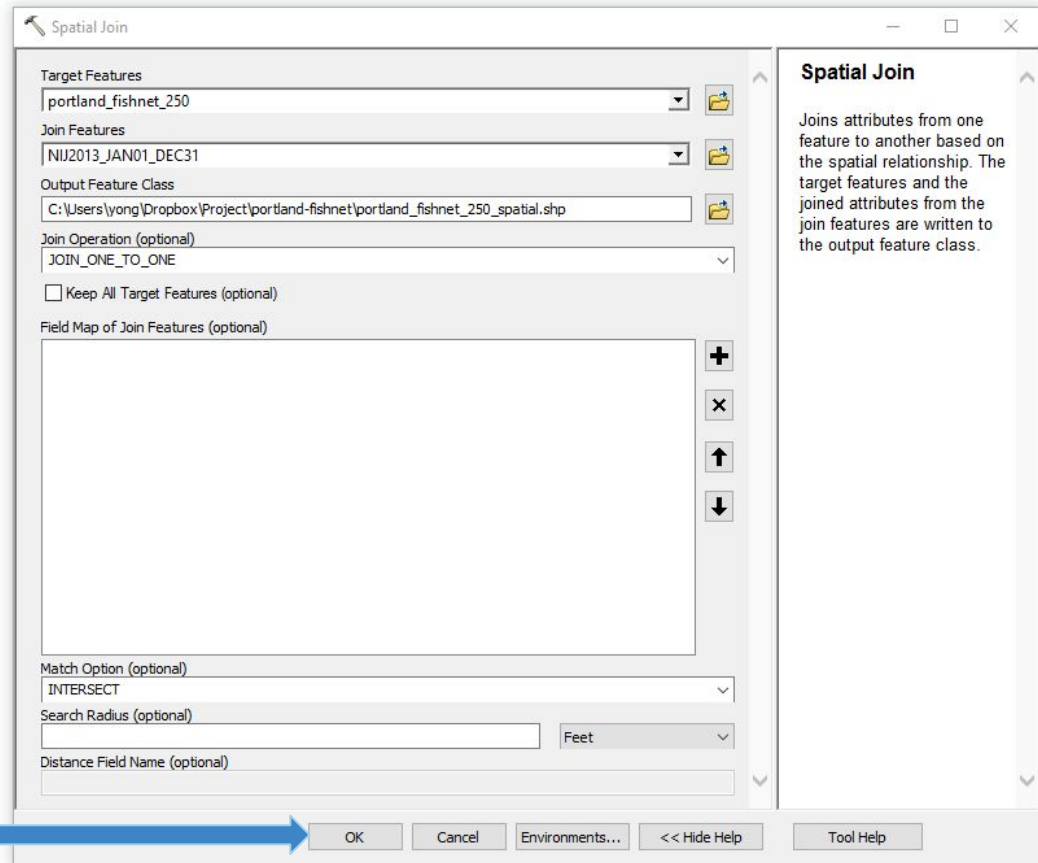 Spatial Join
Target Features
portland_fishnet_250
Join Features
NIJ2013_JAN01_DEC31
Output Feature Class
C:\Users\yong\Dropbox\Project\portland-fishnet\portland_fishnet_250_spatial.shp
Join Operation (optional)
JOIN_ONE_TO_ONE
Keep All Target Features (optional)
Field Map of Join Features (optional)
Match Option (optional)
INTERSECT
Search Radius (optional)
Feet
Distance Field Name (optional)
OK
Cancel
Environments...
<< Hide Help
Tool Help
Spatial Join
Joins attributes from one
feature to another based on
the spatial relationship. The
target features and the
joined attributes from the
join features are written to
the output feature class.